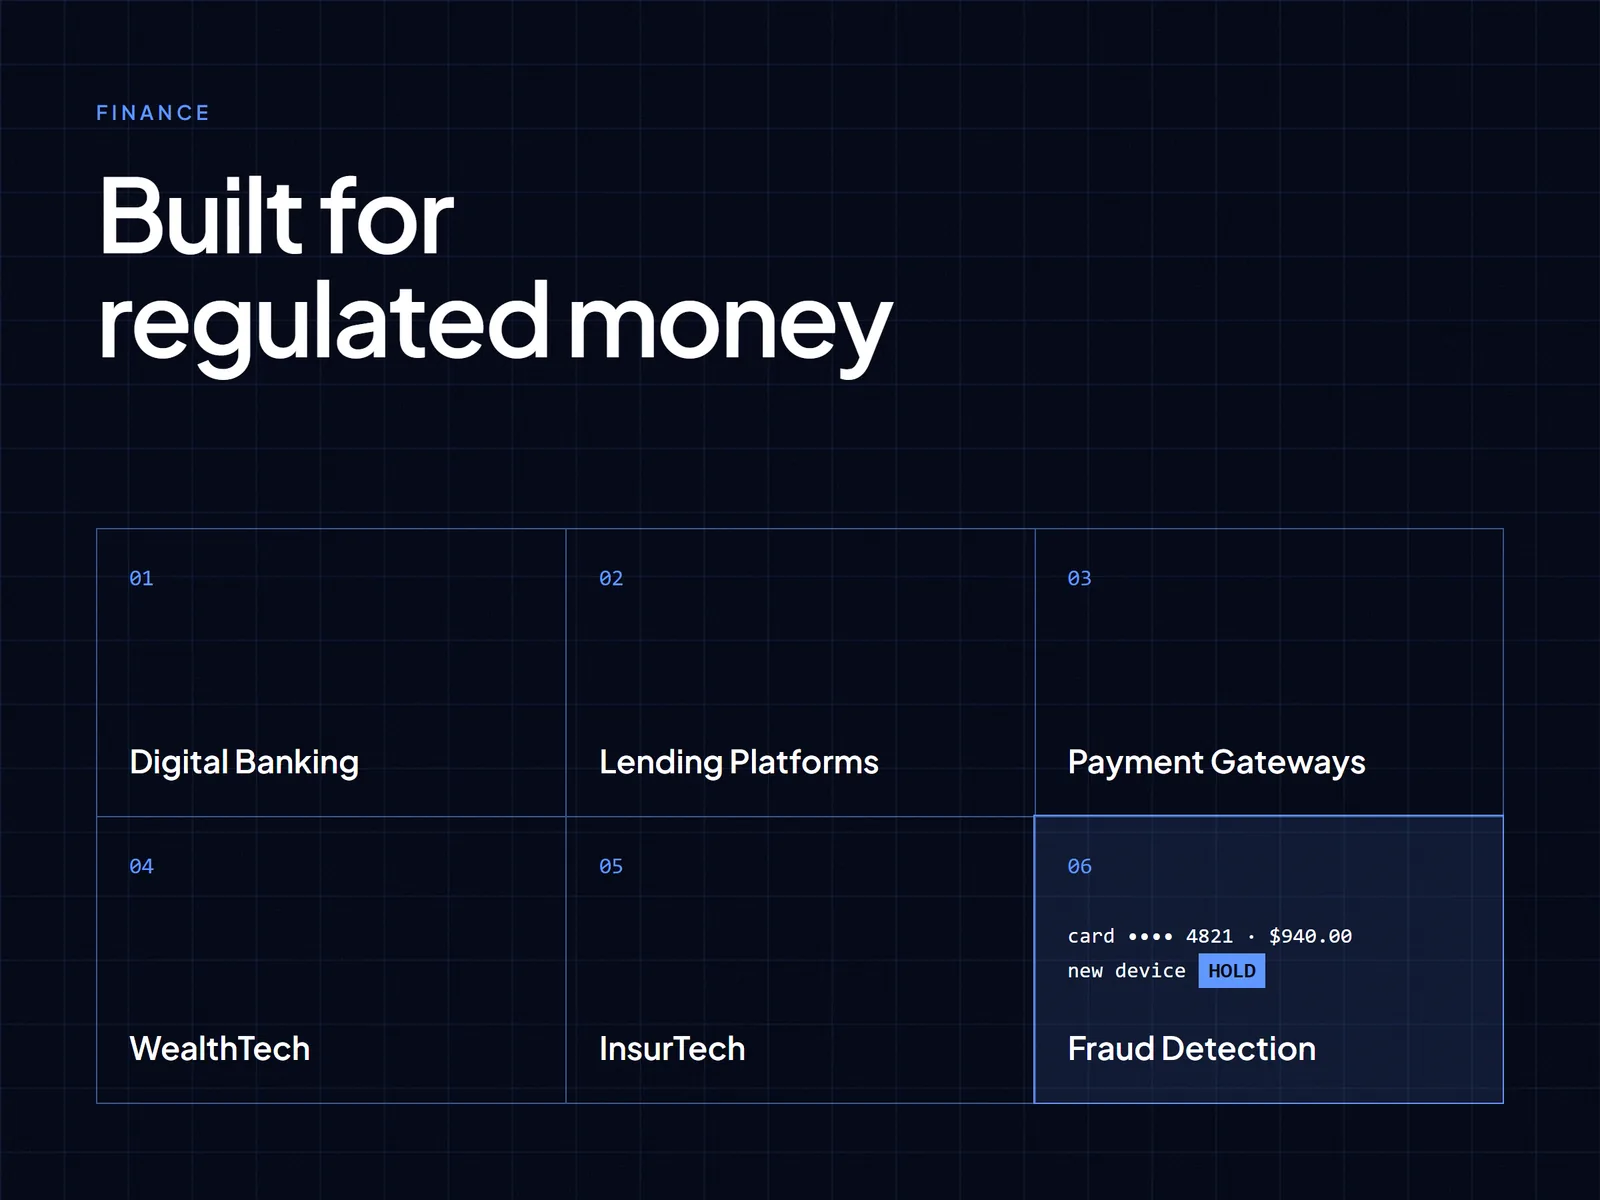 FINANCE
Built for
regulated money
01
Digital Banking
02
Lending Platforms
03
Payment Gateways
04
WealthTech
05
InsurTech
06
card •••• 4821 · $940.00
new device HOLD
Fraud Detection